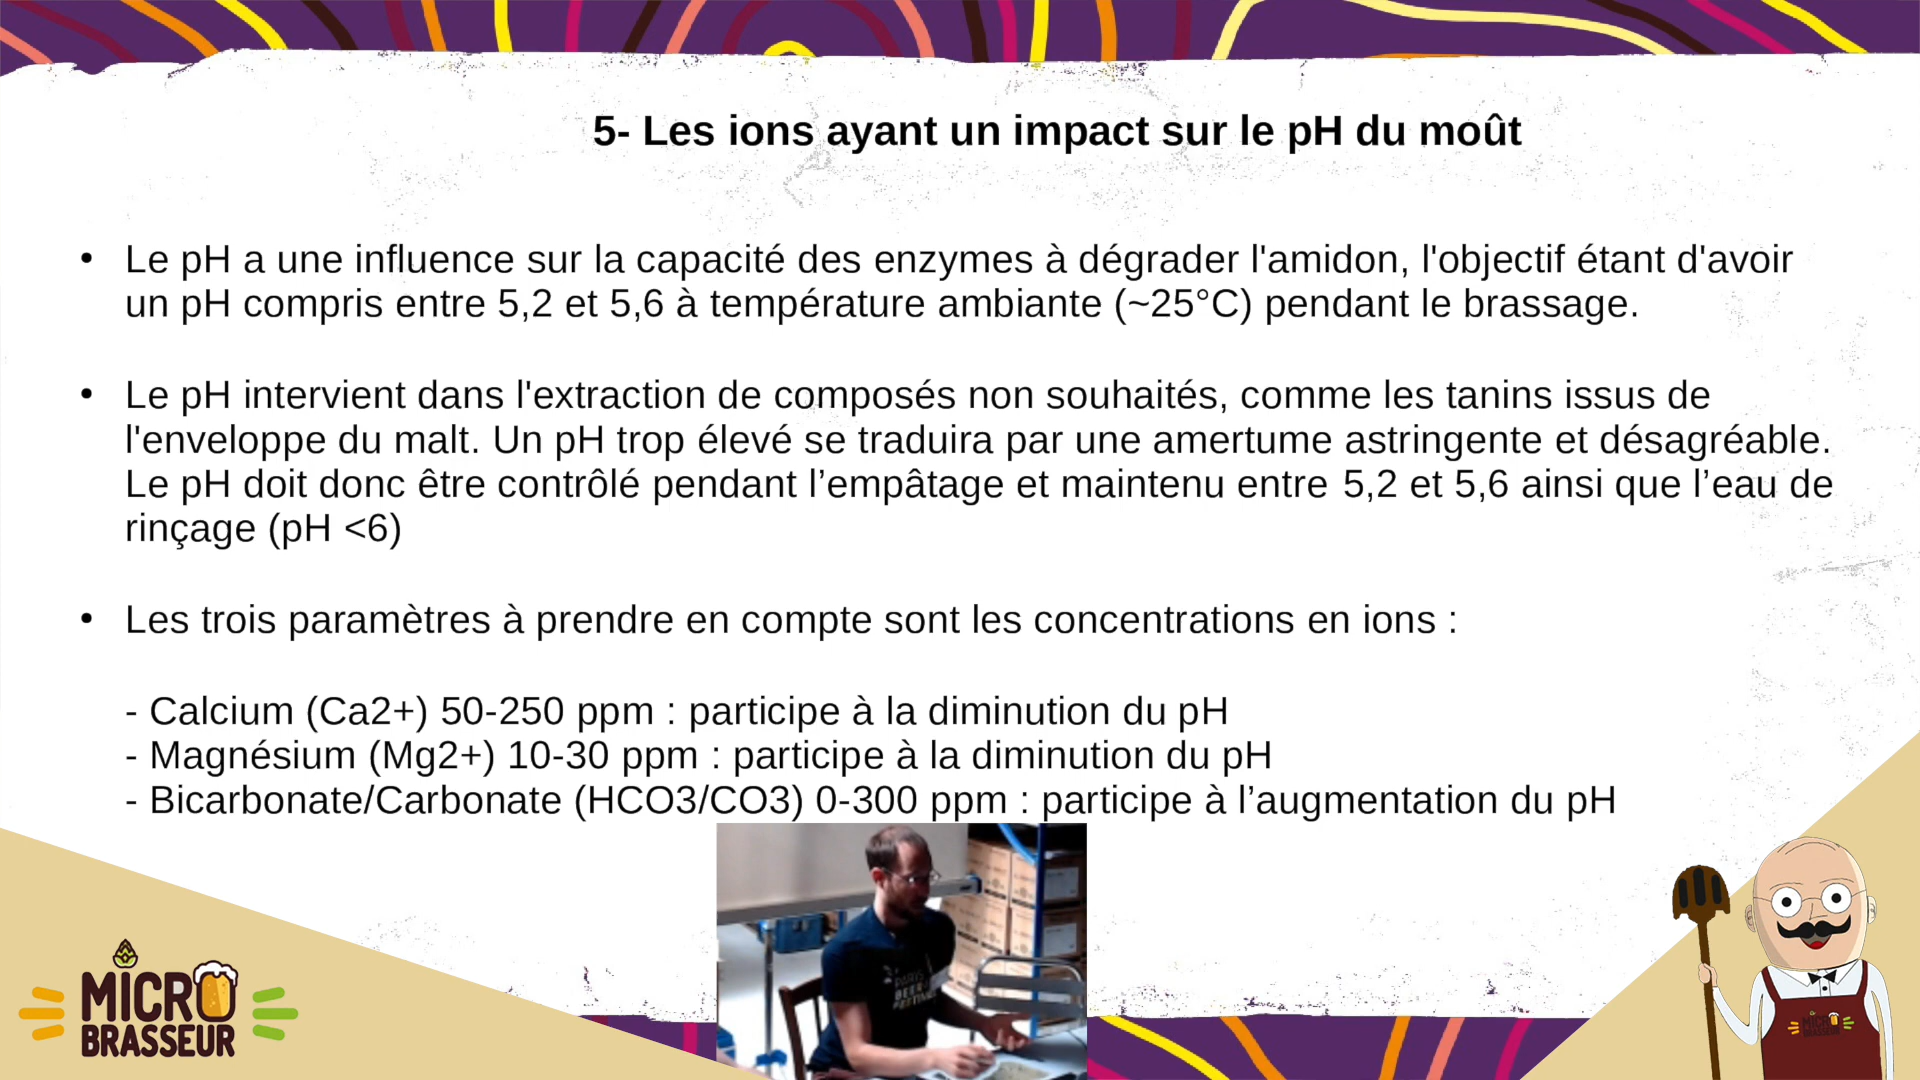 5- Les ions ayant un impact sur le pH du moût
• Le pH a une influence sur la capacité des enzymes à dégrader l'amidon, l'objectif étant d'avoir
un pH compris entre 5,2 et 5,6 à température ambiante (~25°C) pendant le brassage.
• Le pH intervient dans l'extraction de composés non souhaités, comme les tanins issus de
l'enveloppe du malt. Un pH trop élevé se traduira par une amertume astringente et désagréable.
Le pH doit donc être contrôlé pendant l’empâtage et maintenu entre 5,2 et 5,6 ainsi que l’eau de
rinçage (pH <6)
• Les trois paramètres à prendre en compte sont les concentrations en ions :
- Calcium (Ca2+) 50-250 ppm : participe à la diminution du pH
- Magnésium (Mg2+) 10-30 ppm : participe à la diminution du pH
- Bicarbonate/Carbonate (HCO3/CO3) 0-300 ppm : participe à l’augmentation du pH
PARIS
BEER
FESTIVAL
MICRO
BRASSEUR
MICRO
BRASSEUR